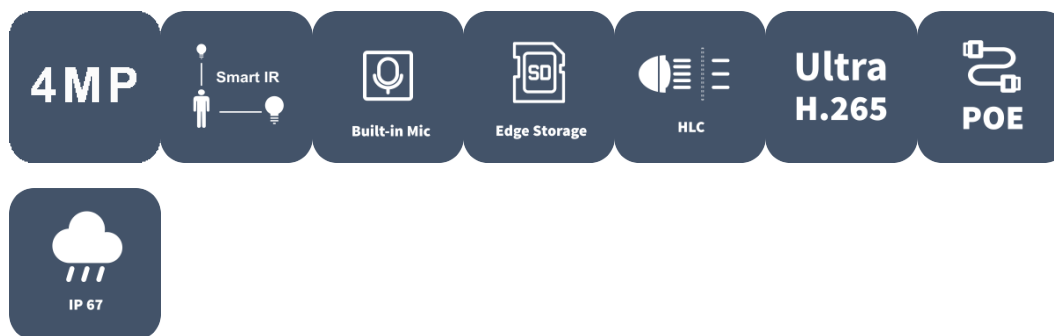 4MP
Smart IR
Built-in Mic
SD
Edge Storage
HLC
Ultra
H.265
POE
IP 67